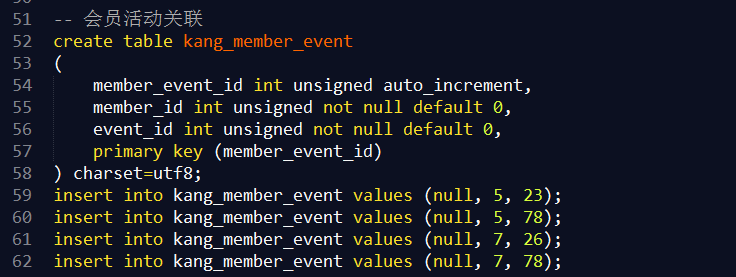 51 -- 会员活动关联
52 create table kang_member_event
53 (
54     member_event_id int unsigned auto_increment,
55     member_id int unsigned not null default 0,
56     event_id int unsigned not null default 0,
57     primary key (member_event_id)
58 ) charset=utf8;
59 insert into kang_member_event values (null, 5, 23);
60 insert into kang_member_event values (null, 5, 78);
61 insert into kang_member_event values (null, 7, 26);
62 insert into kang_member_event values (null, 7, 78);